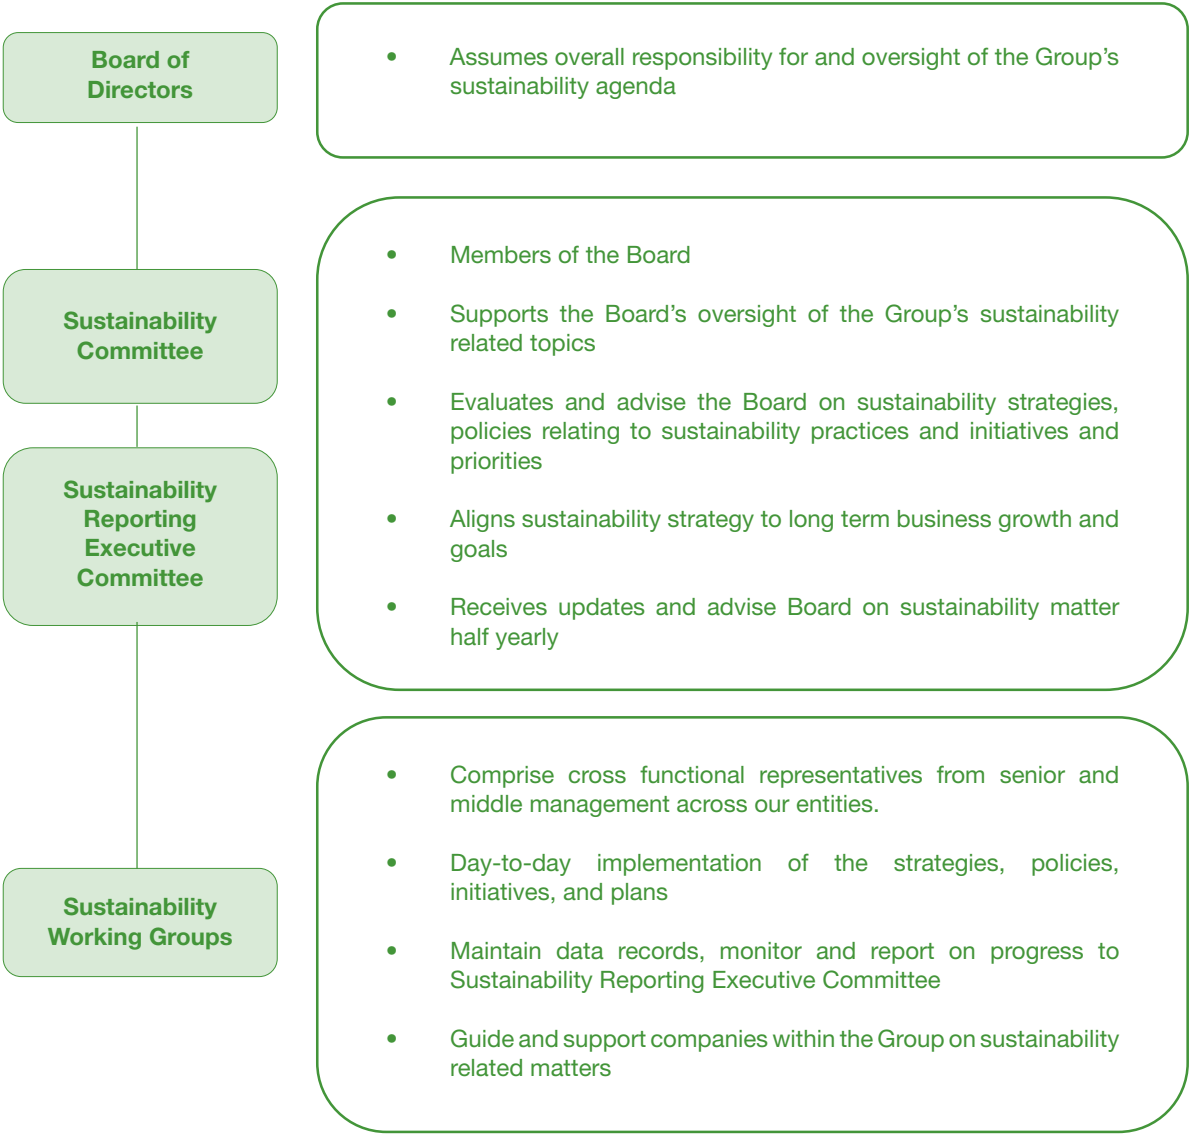 Board of
Directors
• Assumes overall responsibility for and oversight of the Group’s
sustainability agenda
Sustainability
Committee
Sustainability
Reporting
Executive
Committee
• Members of the Board
• Supports the Board’s oversight of the Group’s sustainability
related topics
• Evaluates and advise the Board on sustainability strategies,
policies relating to sustainability practices and initiatives and
priorities
• Aligns sustainability strategy to long term business growth and
goals
• Receives updates and advise Board on sustainability matter
half yearly
Sustainability
Working Groups
• Comprise cross functional representatives from senior and
middle management across our entities.
• Day-to-day implementation of the strategies, policies,
initiatives, and plans
• Maintain data records, monitor and report on progress to
Sustainability Reporting Executive Committee
• Guide and support companies within the Group on sustainability
related matters